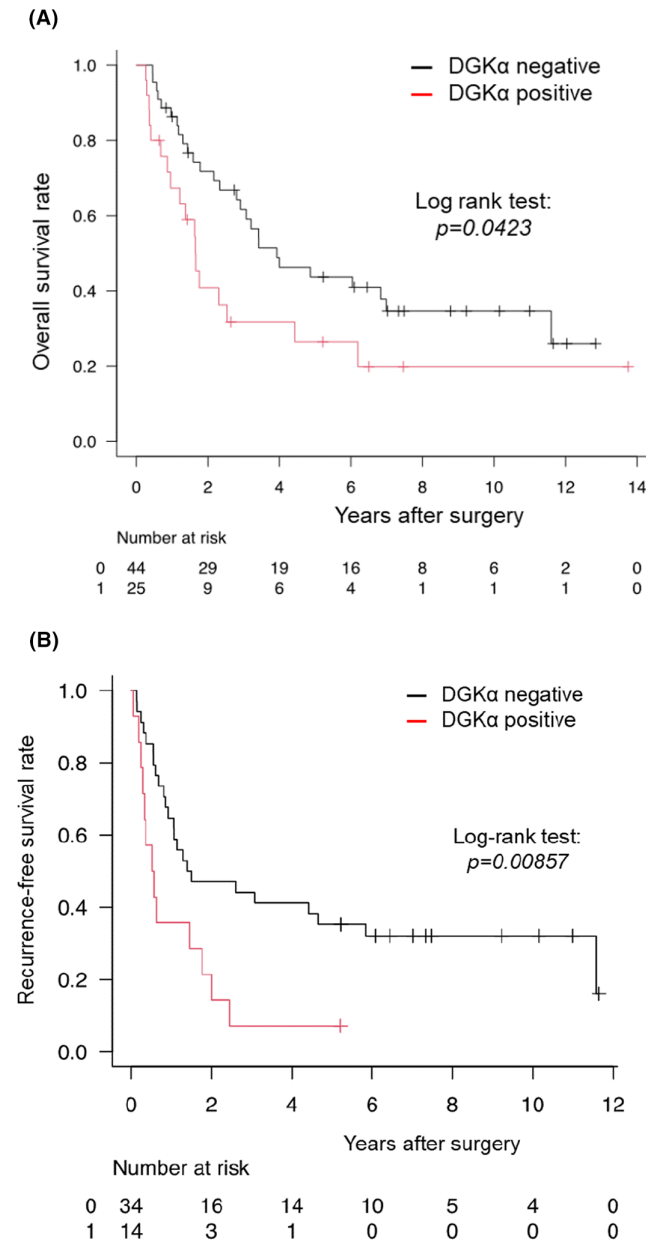 (A)
DGKα negative
DGKα positive
Log rank test:
p=0.0423
Overall survival rate
1.0
0.8
0.6
0.4
0.2
0.0
0 2 4 6 8 10 12 14
Years after surgery
Number at risk
0 44 29 19 16 8 6 2 0
1 25 9 6 4 1 1 1 0
(B)
DGKα negative
DGKα positive
Log-rank test:
p=0.00857
Recurrence-free survival rate
1.0
0.8
0.6
0.4
0.2
0.0
0 2 4 6 8 10 12
Years after surgery
Number at risk
0 34 16 14 10 5 4 0
1 14 3 1 0 0 0 0